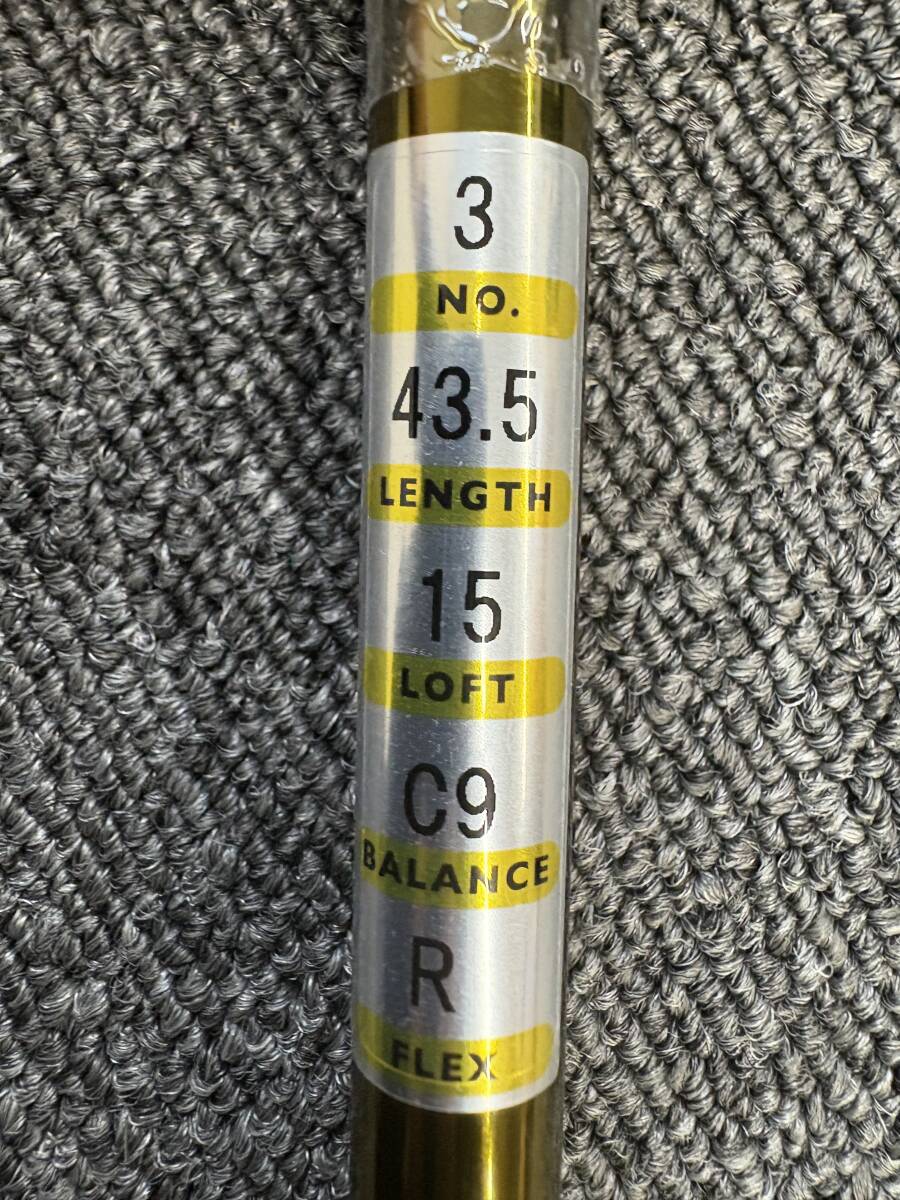 3
NO.
43.5
LENGTH
15
LOFT
C9
BALANCE
R
FLEX